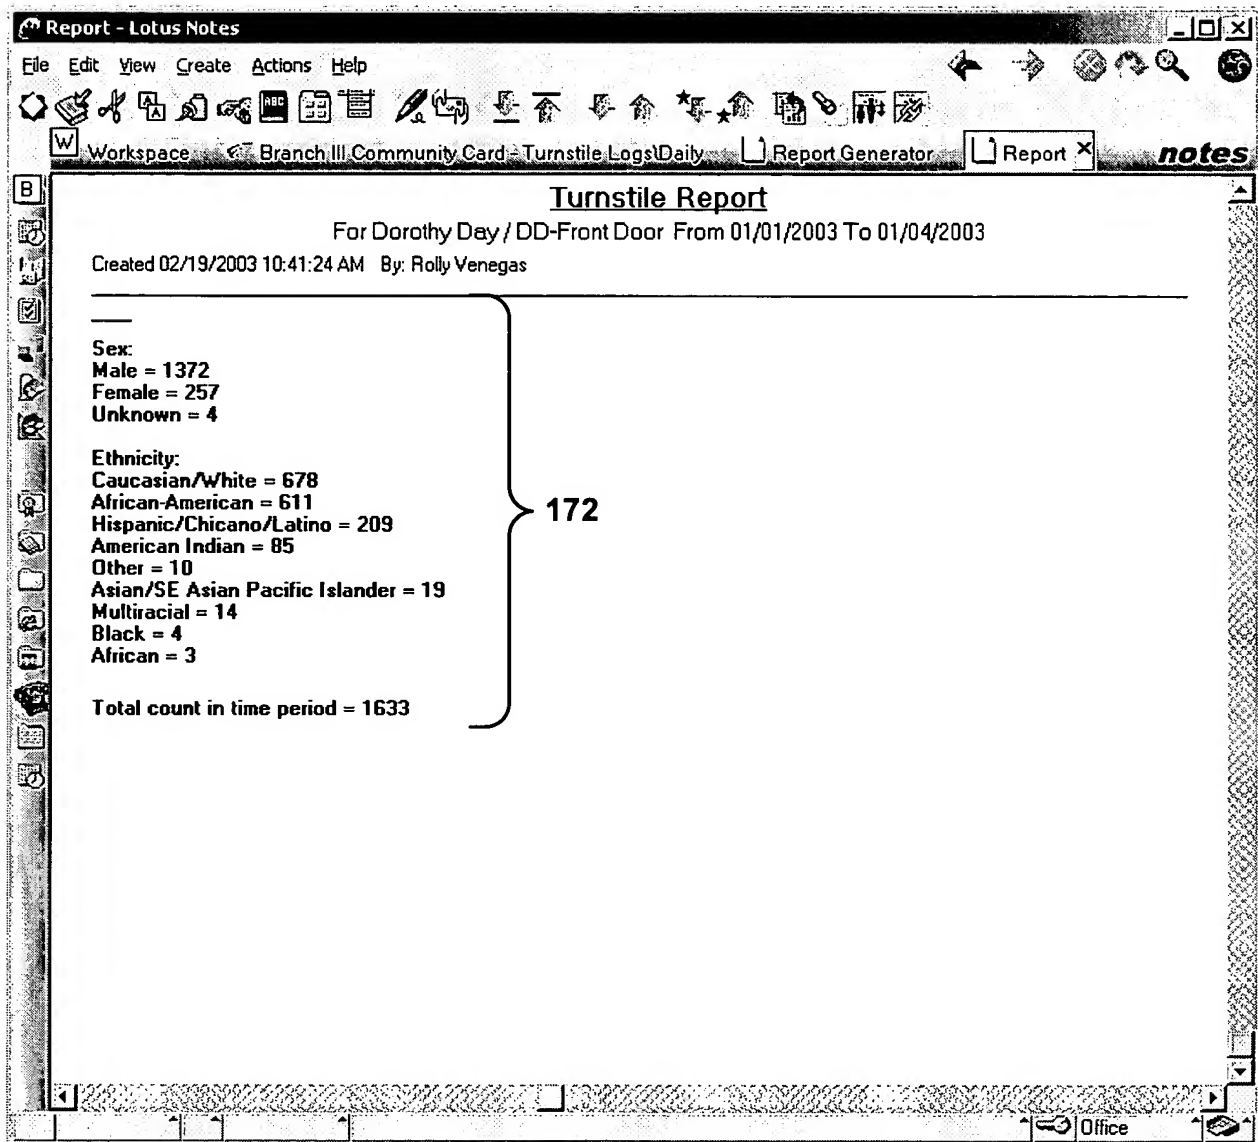 Report - Lotus Notes
File Edit View Create Actions Help
ABC
Workspace Branch III Community Card - Turnstile Logs\Daily Report Generator Report notes
Turnstile Report
For Dorothy Day / DD-Front Door From 01/01/2003 To 01/04/2003
Created 02/19/2003 10:41:24 AM By: Rolly Venegas
Sex:
Male = 1372
Female = 257
Unknown = 4
Ethnicity:
Caucasian/White = 678
African-American = 611
Hispanic/Chicano/Latino = 209
American Indian = 85
Other = 10
Asian/SE Asian Pacific Islander = 19
Multiracial = 14
Black = 4
African = 3
172
Total count in time period = 1633
Office